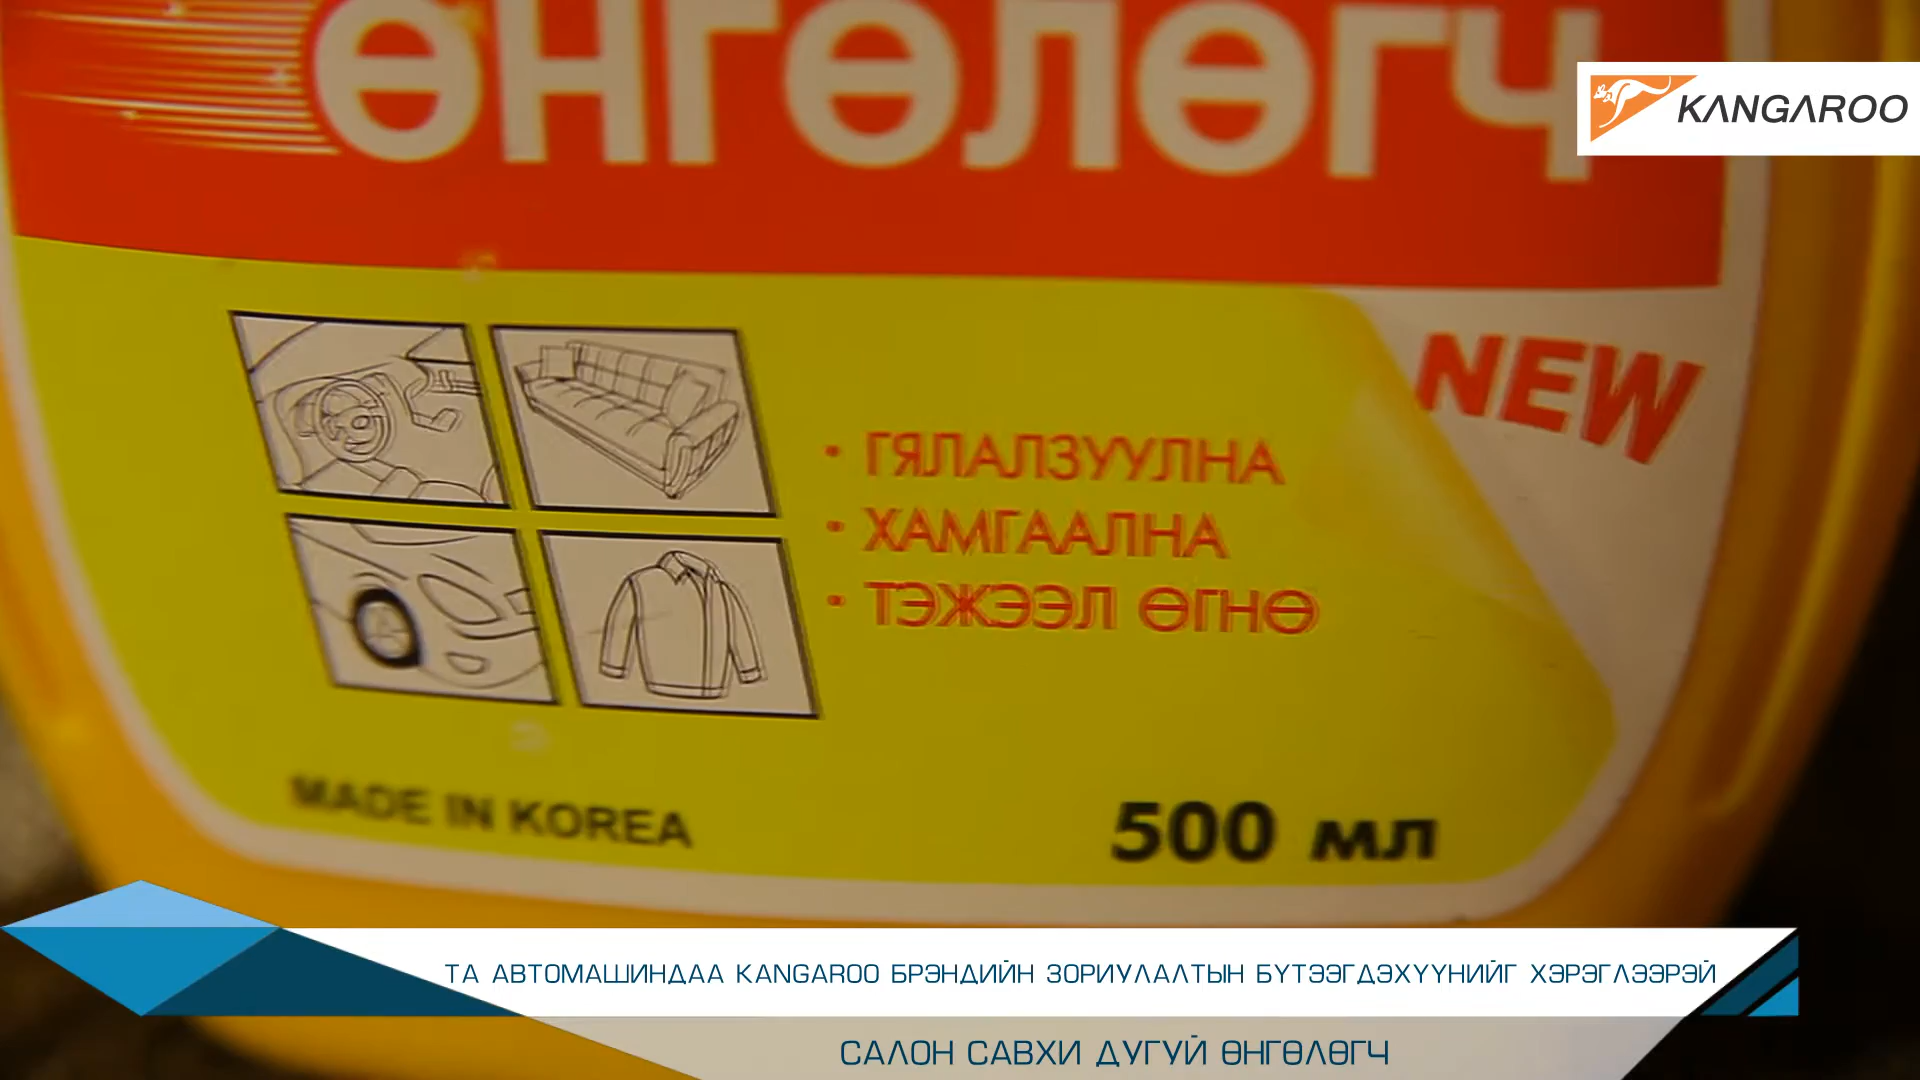 ӨНГӨЛӨГЧ
KANGAROO
NEW
• ГЯЛАЛЗУУЛНА
• ХАМГААЛНА
• ТЭЖЭЭЛ ӨГНӨ
MADE IN KOREA
500 мл
ТА АВТОМАШИНДАА KANGAROO БРЭНДИЙН ЗОРИУЛАЛТЫН БҮТЭЭГДЭХҮҮНИЙГ ХЭРЭГЛЭЭРЭЙ
САЛОН САВХИ ДУГУЙ ӨНГӨЛӨГЧ